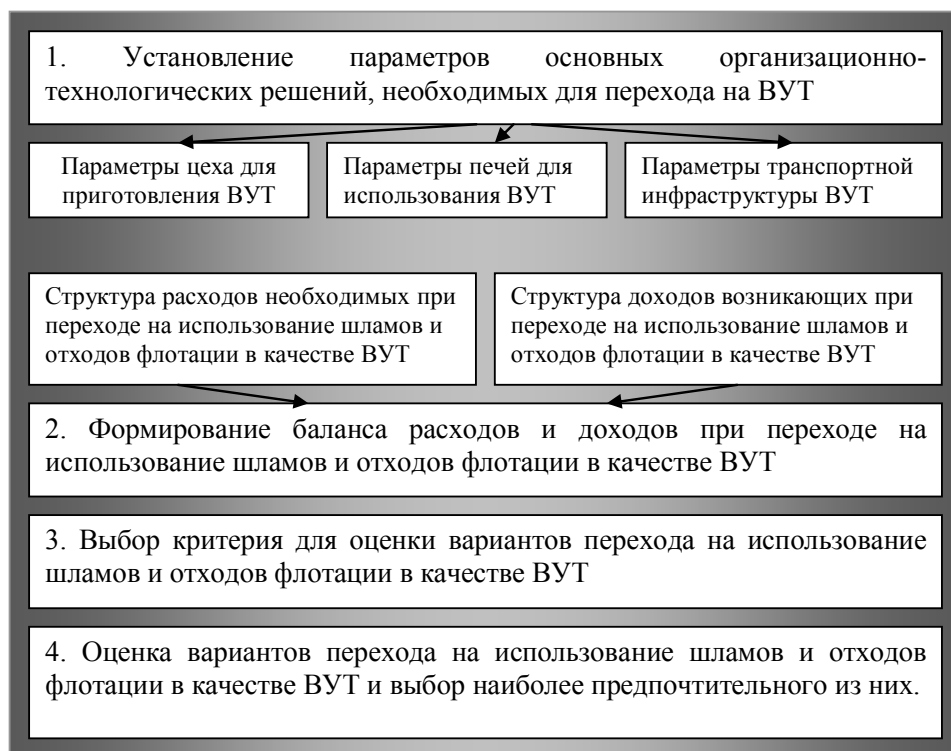 1. Установление параметров основных организационно-
технологических решений, необходимых для перехода на ВУТ
Параметры цеха для
приготовления ВУТ
Параметры печей для
использования ВУТ
Параметры транспортной
инфраструктуры ВУТ
Структура расходов необходимых при
переходе на использование шламов и
отходов флотации в качестве ВУТ
Структура доходов возникающих при
переходе на использование шламов и
отходов флотации в качестве ВУТ
2. Формирование баланса расходов и доходов при переходе на
использование шламов и отходов флотации в качестве ВУТ
3. Выбор критерия для оценки вариантов перехода на использование
шламов и отходов флотации в качестве ВУТ
4. Оценка вариантов перехода на использование шламов и отходов
флотации в качестве ВУТ и выбор наиболее предпочтительного из них.